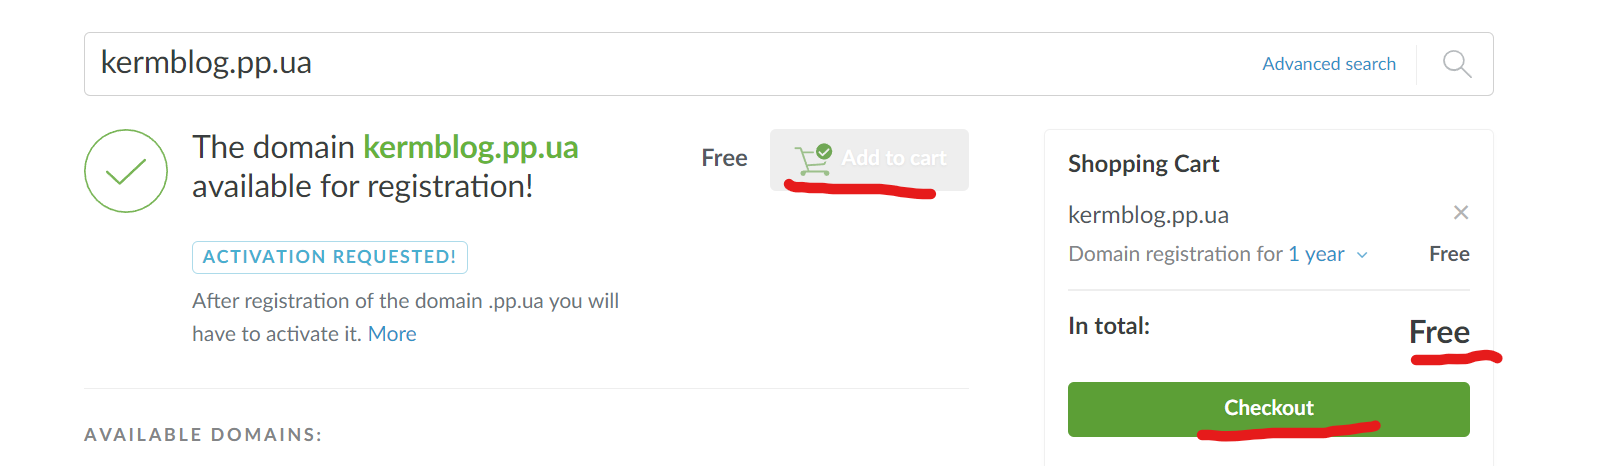 kermblog.pp.ua
Advanced search
The domain kermblog.pp.ua
available for registration!
Free
Add to cart
ACTIVATION REQUESTED!
After registration of the domain .pp.ua you will
have to activate it. More
AVAILABLE DOMAINS:
Shopping Cart
kermblog.pp.ua
Domain registration for 1 year
Free
In total:
Free
Checkout